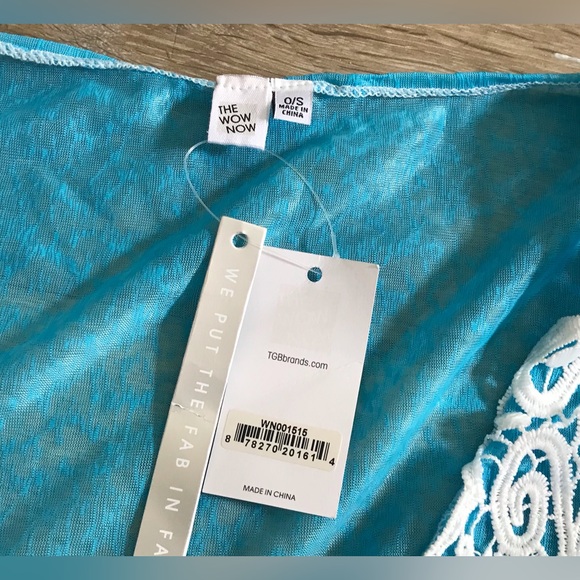 THE
WOW
NOW
O/S
MADE IN
CHINA
WE PUT THE FAB IN FA
TGBbrands.com
WN001515
8 78270 20161 4
MADE IN CHINA